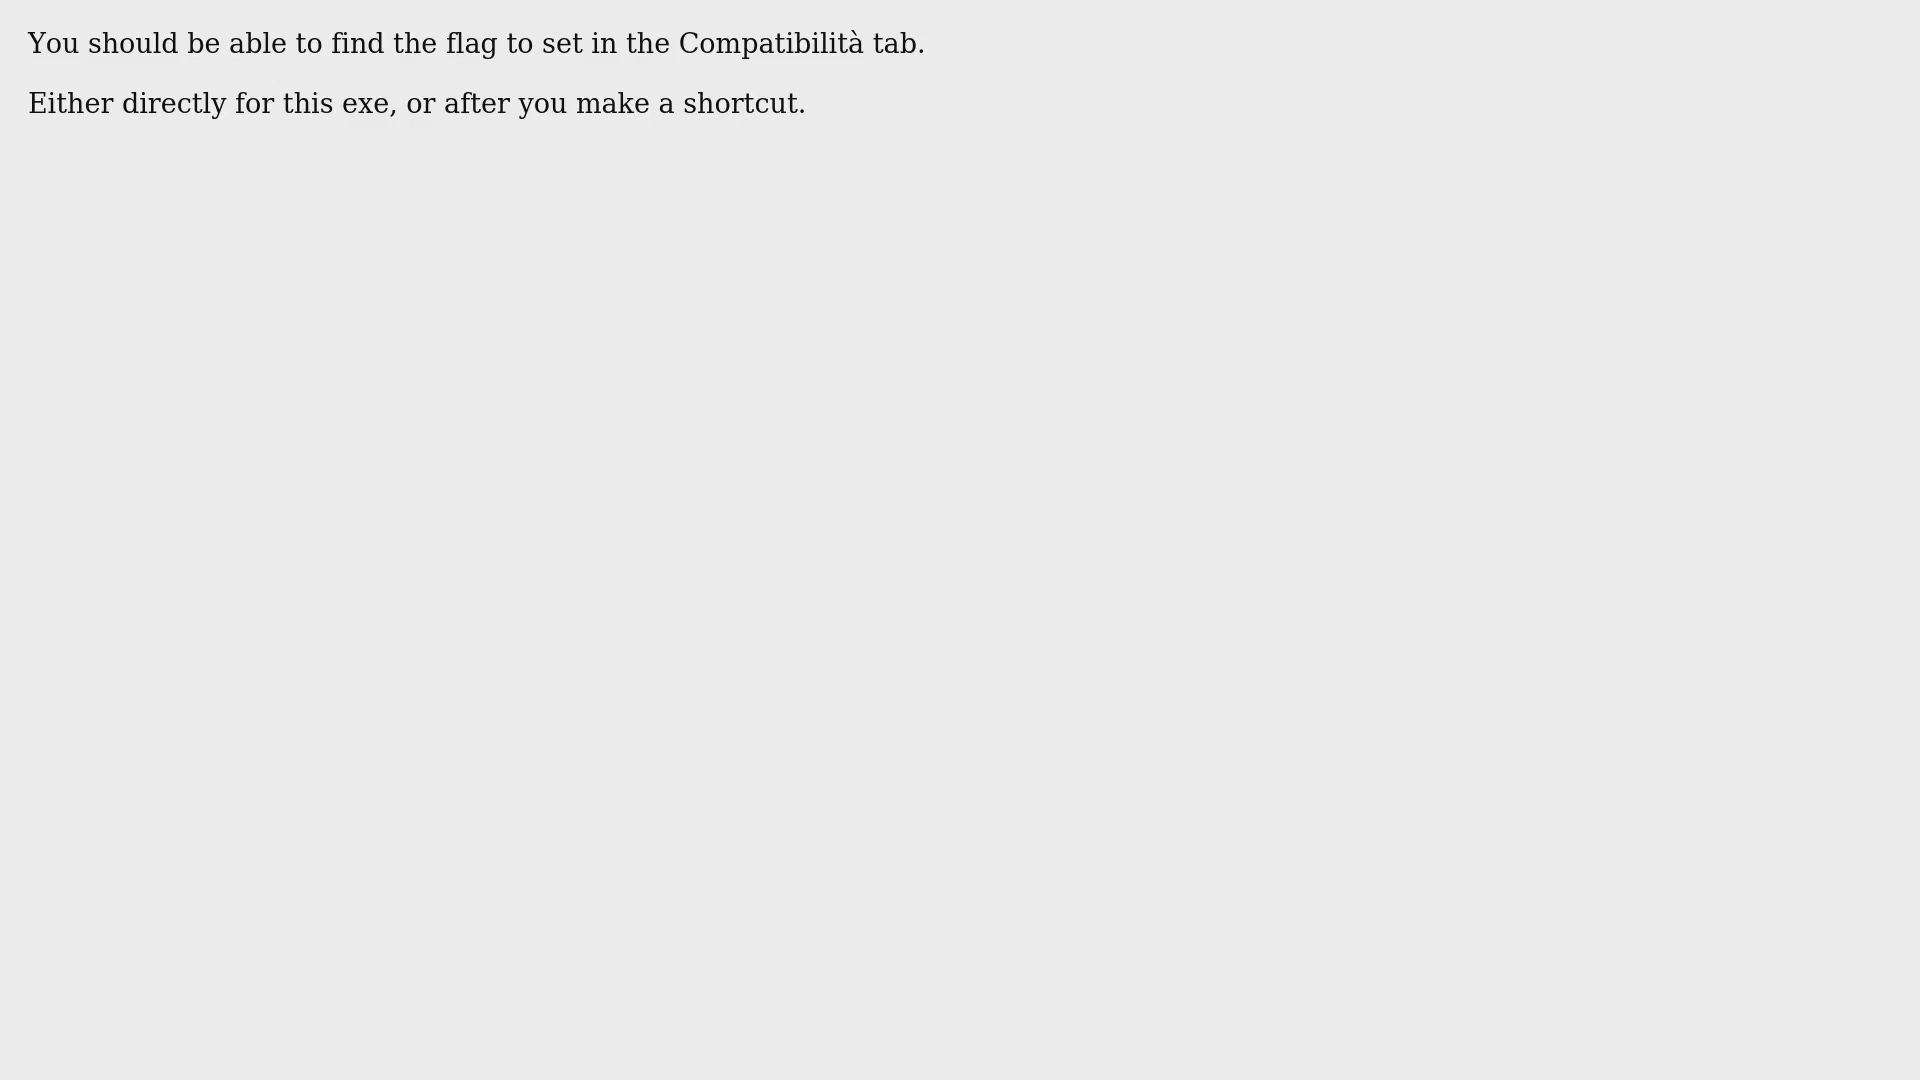 You should be able to find the flag to set in the Compatibilità tab.
Either directly for this exe, or after you make a shortcut.